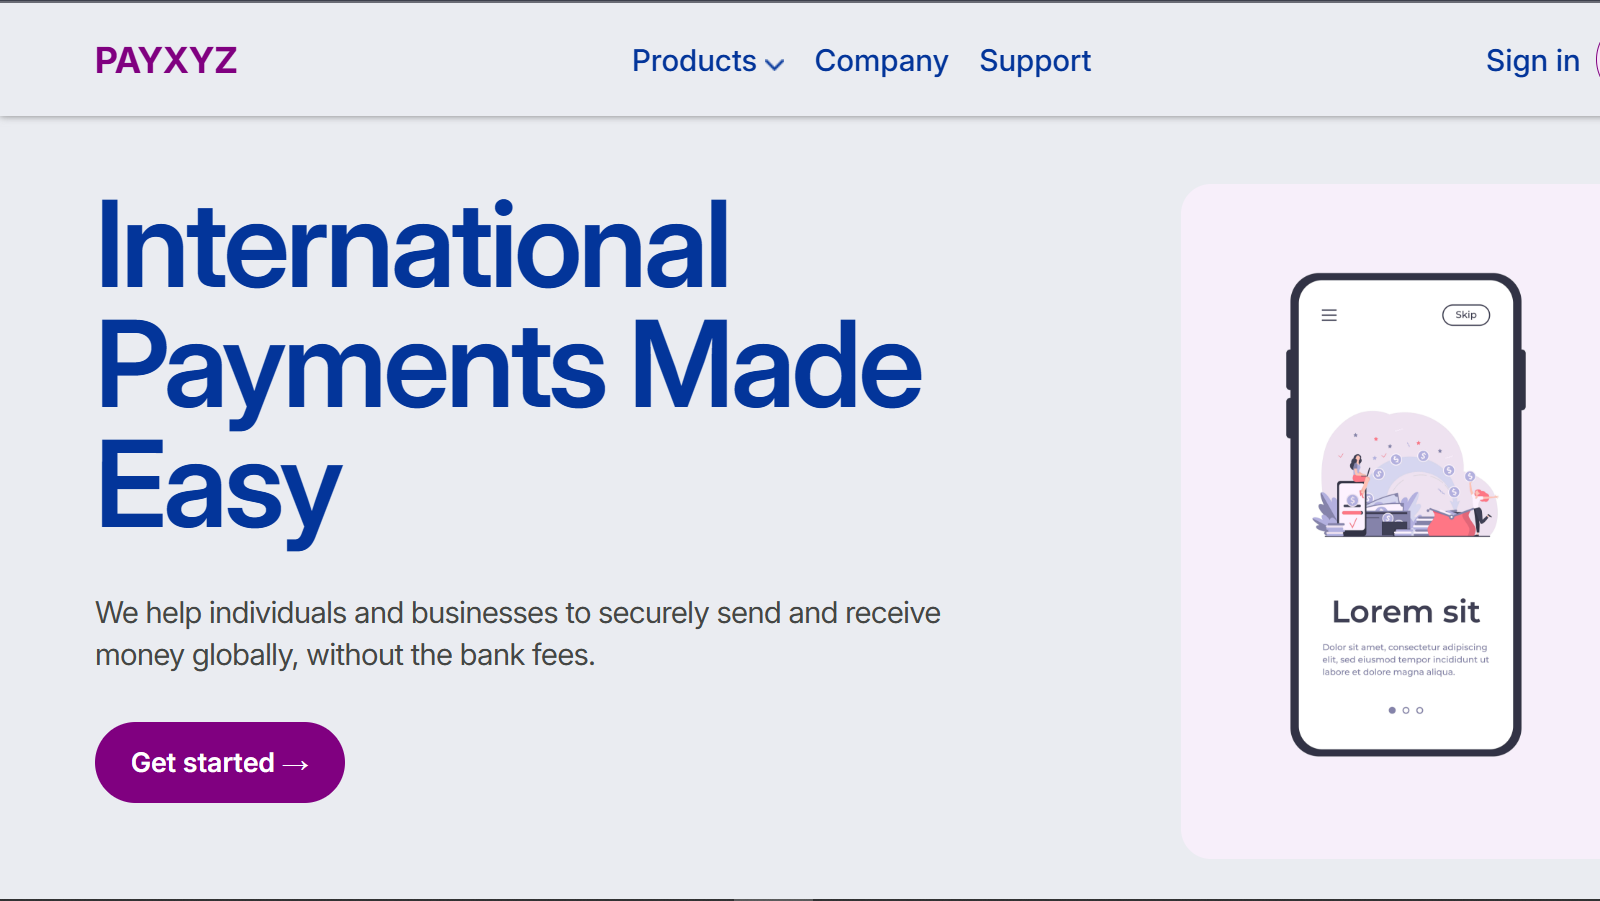 PAYXYZ
Products Company Support
Sign in
International
Payments Made
Easy
We help individuals and businesses to securely send and receive
money globally, without the bank fees.
Get started →
Skip
Lorem sit
Dolor sit amet, consectetur adipiscing
elit, sed eiusmod tempor incididunt ut
labore et dolore magna aliqua.